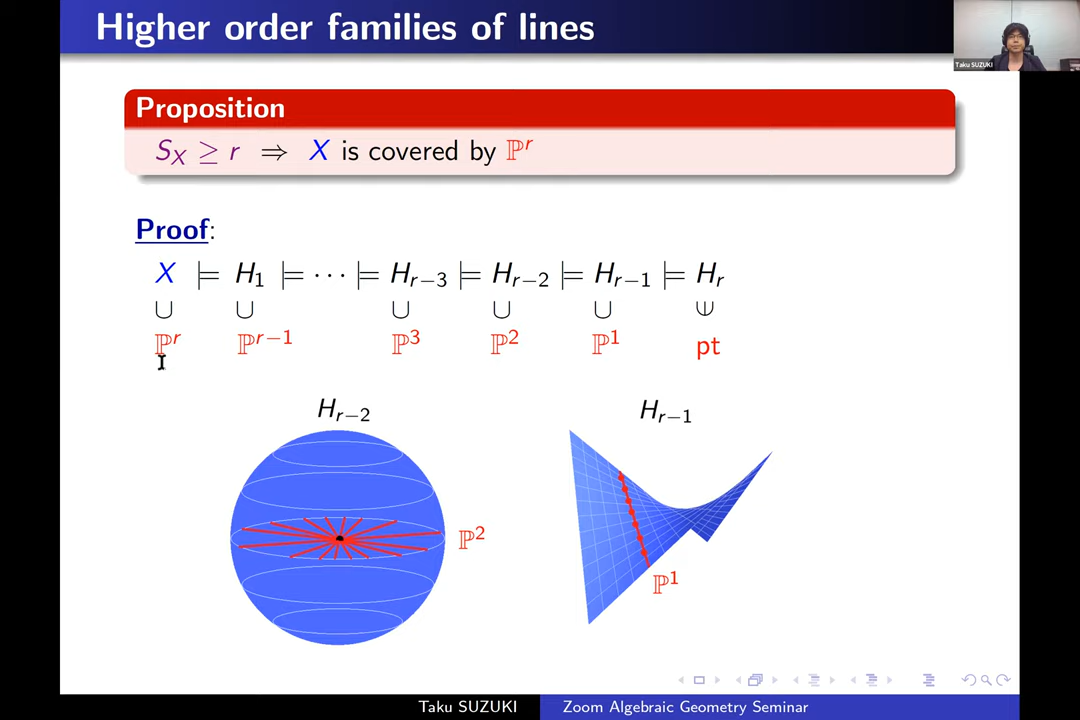 Higher order families of lines
Taku SUZUKI
Proposition
S_X ≥ r ⇒ X is covered by ℙ^r
Proof:
X ⊨ H_1 ⊨ ⋯ ⊨ H_{r−3} ⊨ H_{r−2} ⊨ H_{r−1} ⊨ H_r
∪ ∪ ∪ ∪ ∪ ⟒
ℙ^r ℙ^{r−1} ℙ^3 ℙ^2 ℙ^1 pt
H_{r−2} H_{r−1}
ℙ^2
ℙ^1
Taku SUZUKI Zoom Algebraic Geometry Seminar